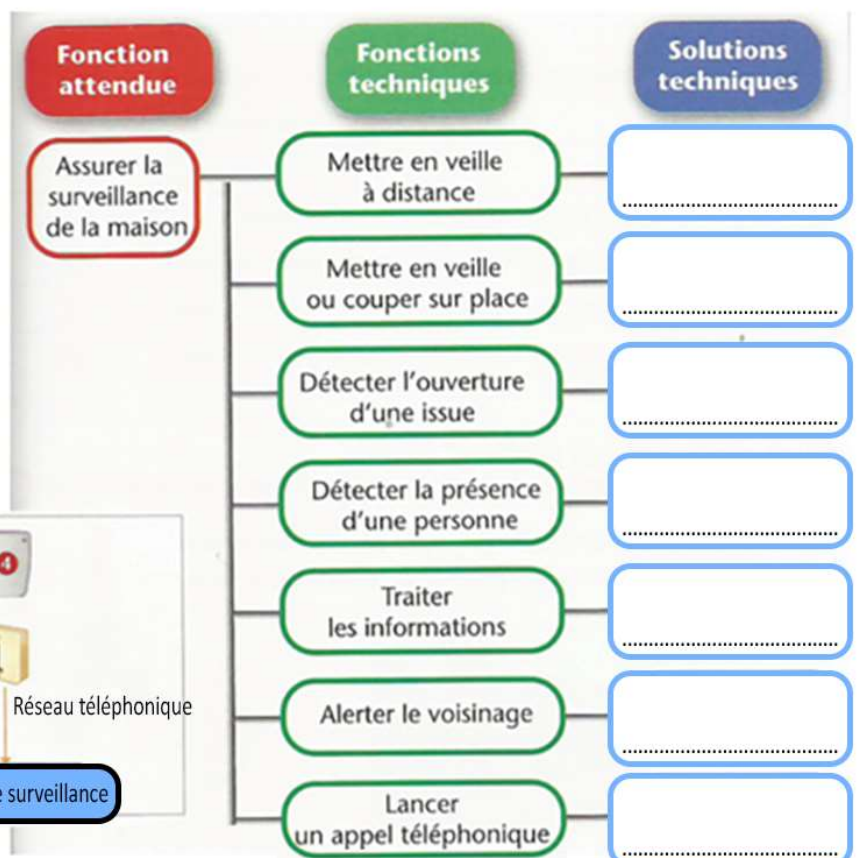 Fonction
attendue
Fonctions
techniques
Solutions
techniques
Assurer la
surveillance
de la maison
Mettre en veille
à distance
Mettre en veille
ou couper sur place
Détecter l'ouverture
d'une issue
Détecter la présence
d'une personne
Traiter
les informations
Alerter le voisinage
Lancer
un appel téléphonique
4
Réseau téléphonique
surveillance